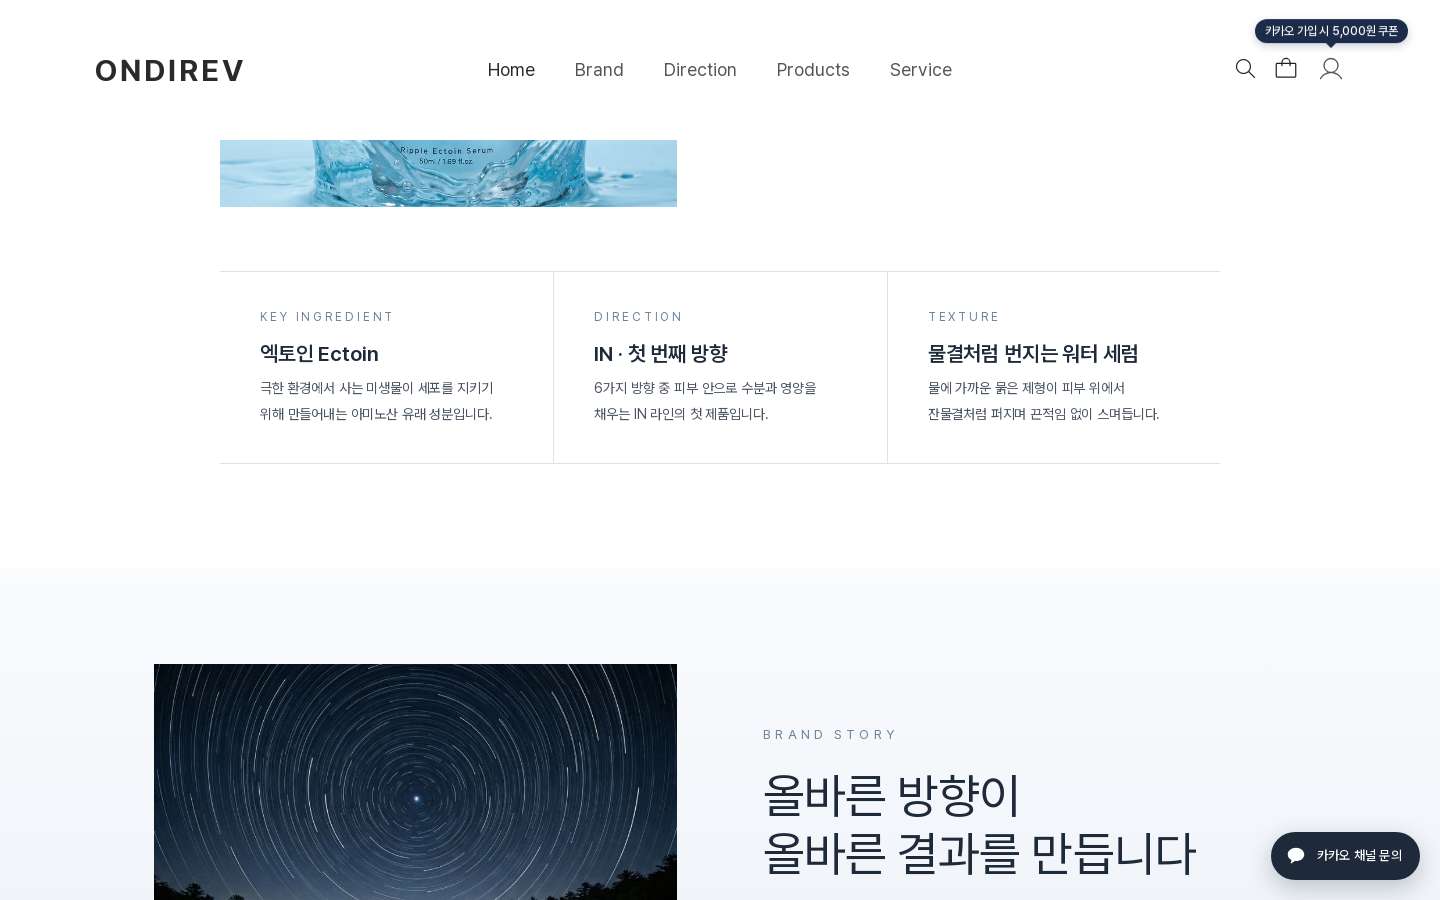 카카오 가입 시 5,000원 쿠폰
ONDIREV
Home
Brand
Direction
Products
Service
Ripple Ectoin Serum
50ml / 1.69 fl.oz.
KEY INGREDIENT
엑토인 Ectoin
극한 환경에서 사는 미생물이 세포를 지키기
위해 만들어내는 아미노산 유래 성분입니다.
DIRECTION
IN · 첫 번째 방향
6가지 방향 중 피부 안으로 수분과 영양을
채우는 IN 라인의 첫 제품입니다.
TEXTURE
물결처럼 번지는 워터 세럼
물에 가까운 묽은 제형이 피부 위에서
잔물결처럼 퍼지며 끈적임 없이 스며듭니다.
BRAND STORY
올바른 방향이
올바른 결과를 만듭니다
카카오 채널 문의